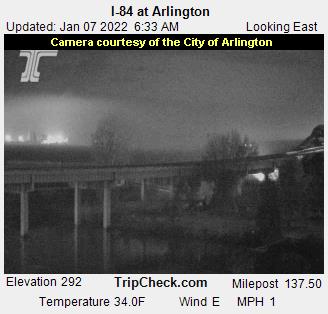 I-84 at Arlington
Updated: Jan 07 2022 6:33 AM Looking East
Camera courtesy of the City of Arlington
Elevation 292 TripCheck.com Milepost 137.50
Temperature 34.0F Wind E MPH 1